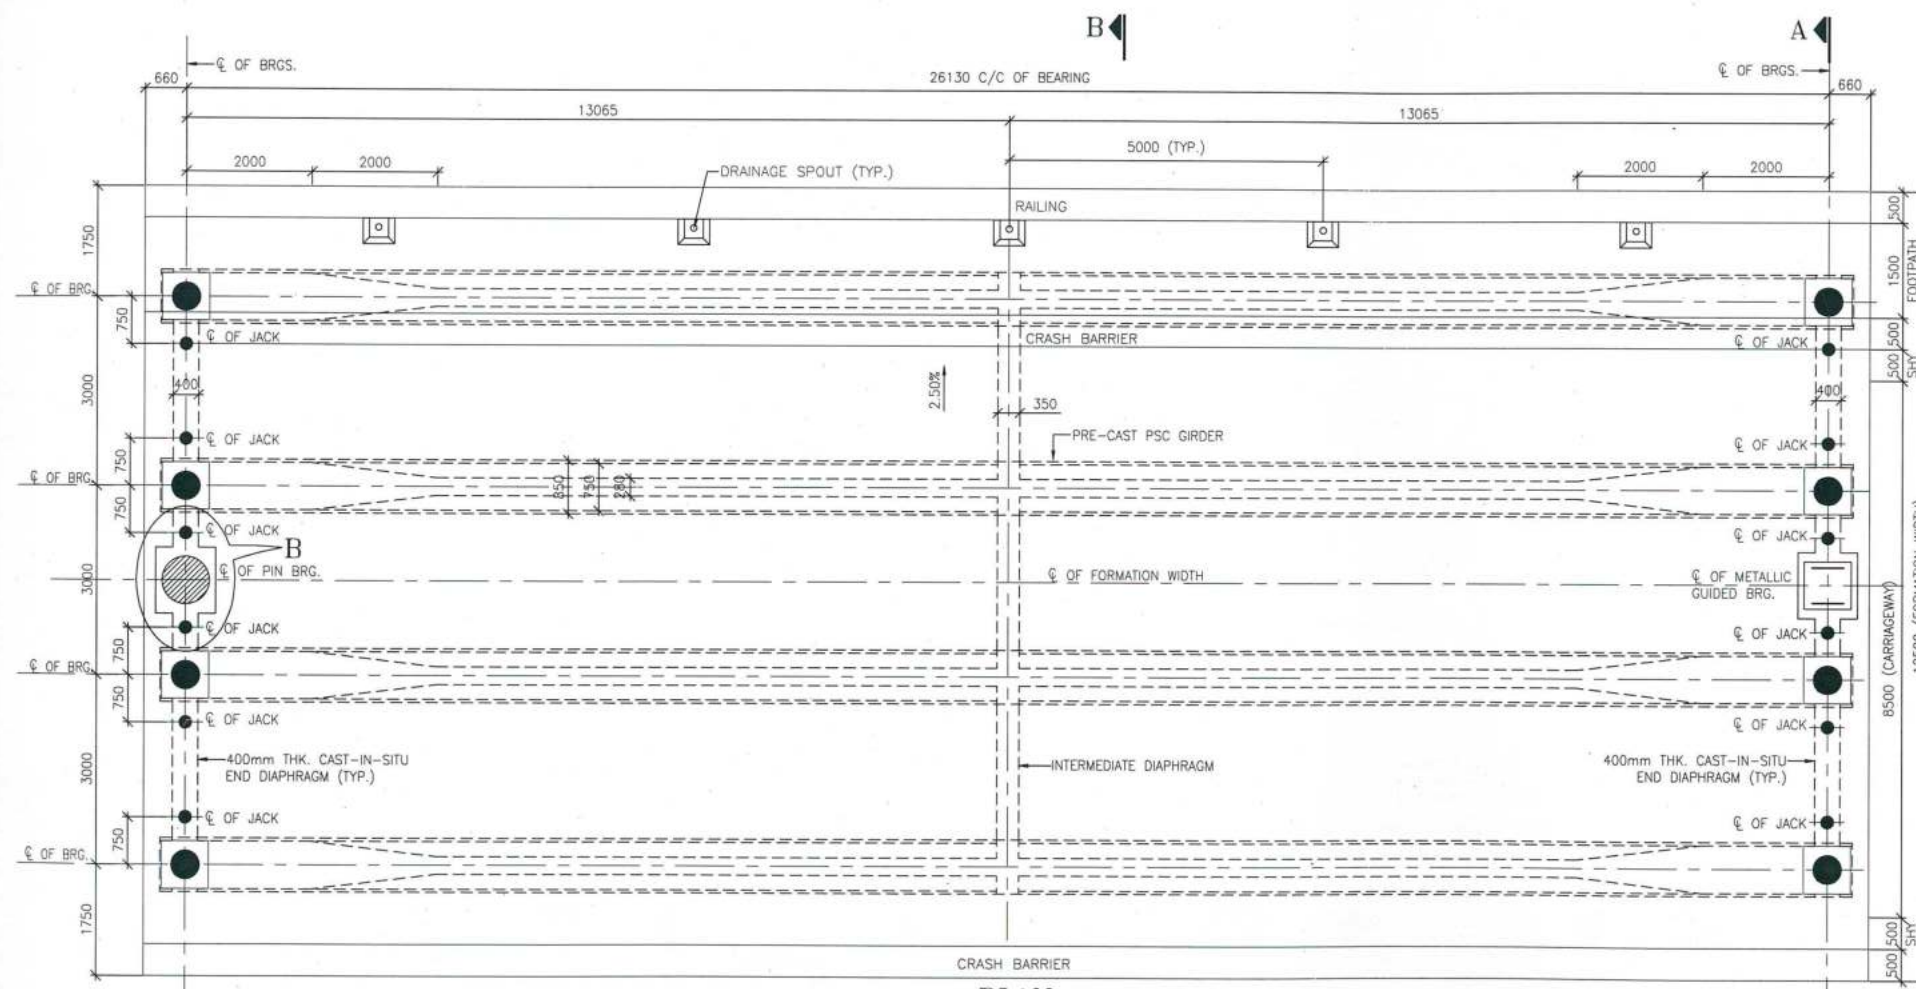 B
A
℄ OF BRGS.
660
26130 C/C OF BEARING
℄ OF BRGS.
660
13065
13065
5000 (TYP.)
2000
2000
DRAINAGE SPOUT (TYP.)
2000
2000
RAILING
500
1750
1500
FOOTPATH
℄ OF BRG.
750
℄ OF JACK
CRASH BARRIER
℄ OF JACK
500
500
SHY
3000
400
2.50%
350
400
℄ OF JACK
PRE-CAST PSC GIRDER
℄ OF JACK
750
℄ OF BRG.
850
750
280
750
℄ OF JACK
B
℄ OF JACK
℄ OF PIN BRG.
3000
℄ OF FORMATION WIDTH
℄ OF METALLIC
GUIDED BRG.
℄ OF JACK
℄ OF JACK
8500 (CARRIAGEWAY)
750
℄ OF BRG.
750
℄ OF JACK
℄ OF JACK
400mm THK. CAST-IN-SITU
END DIAPHRAGM (TYP.)
INTERMEDIATE DIAPHRAGM
400mm THK. CAST-IN-SITU
END DIAPHRAGM (TYP.)
3000
℄ OF JACK
℄ OF JACK
750
℄ OF BRG.
1750
500
SHY
CRASH BARRIER
500